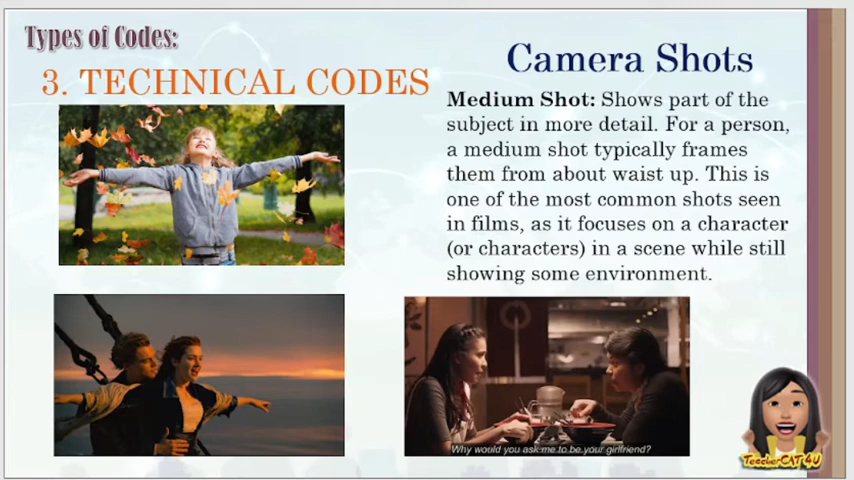 Types of Codes:
3. TECHNICAL CODES
Camera Shots
Medium Shot: Shows part of the
subject in more detail. For a person,
a medium shot typically frames
them from about waist up. This is
one of the most common shots seen
in films, as it focuses on a character
(or characters) in a scene while still
showing some environment.
Why would you ask me to be your girlfriend?
TeacherCAT 4U